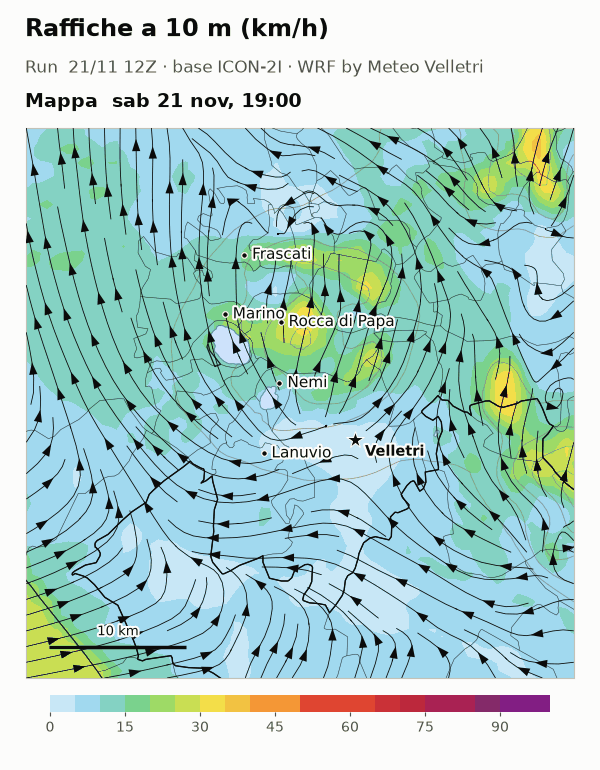 Raffiche a 10 m (km/h)
Run  21/11 12Z · base ICON-2I · WRF by Meteo Velletri
Mappa  sab 21 nov, 19:00
Frascati
Marino
Rocca di Papa
Nemi
Velletri
Lanuvio
10 km
0 15 30 45 60 75 90